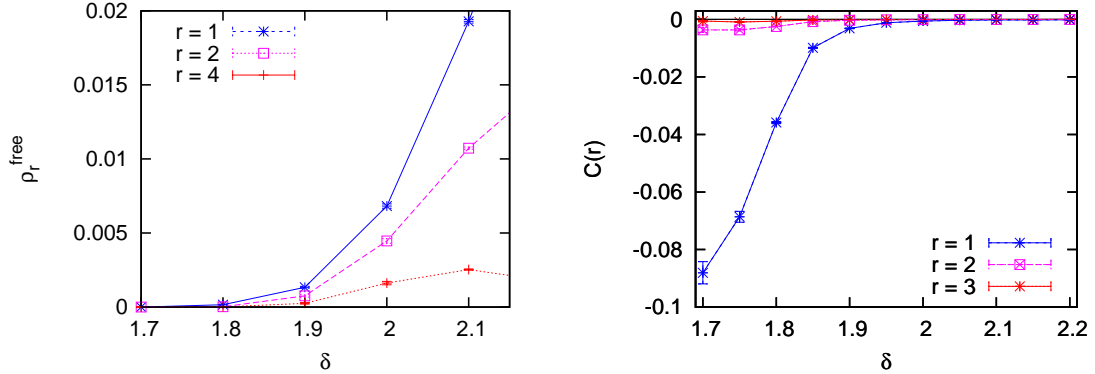 0.02
0.015
0.01
0.005
0
ρ_r^free
r = 1
r = 2
r = 4
1.7 1.8 1.9 2 2.1
δ
0
-0.02
-0.04
-0.06
-0.08
-0.1
C(r)
r = 1
r = 2
r = 3
1.7 1.8 1.9 2 2.1 2.2
δ